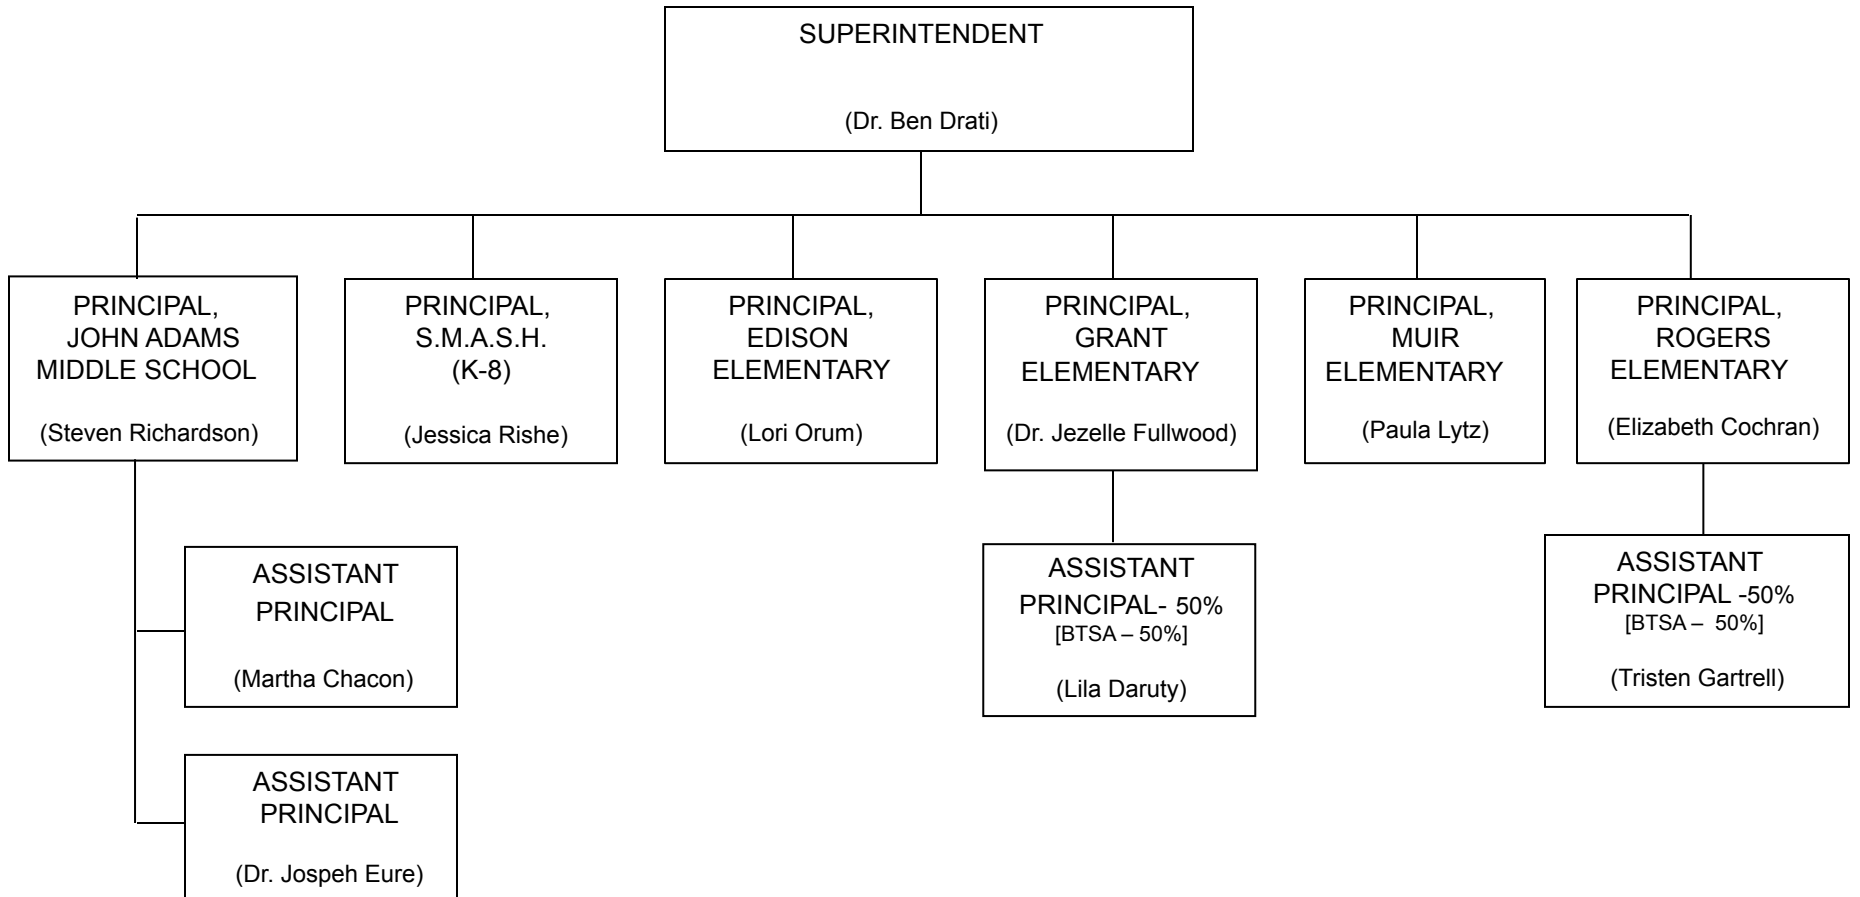 SUPERINTENDENT
(Dr. Ben Drati)
PRINCIPAL,
JOHN ADAMS
MIDDLE SCHOOL
(Steven Richardson)
PRINCIPAL,
S.M.A.S.H.
(K-8)
(Jessica Rishe)
PRINCIPAL,
EDISON
ELEMENTARY
(Lori Orum)
PRINCIPAL,
GRANT
ELEMENTARY
(Dr. Jezelle Fullwood)
PRINCIPAL,
MUIR
ELEMENTARY
(Paula Lytz)
PRINCIPAL,
ROGERS
ELEMENTARY
(Elizabeth Cochran)
ASSISTANT
PRINCIPAL
(Martha Chacon)
ASSISTANT
PRINCIPAL- 50%
[BTSA – 50%]
(Lila Daruty)
ASSISTANT
PRINCIPAL -50%
[BTSA – 50%]
(Tristen Gartrell)
ASSISTANT
PRINCIPAL
(Dr. Jospeh Eure)